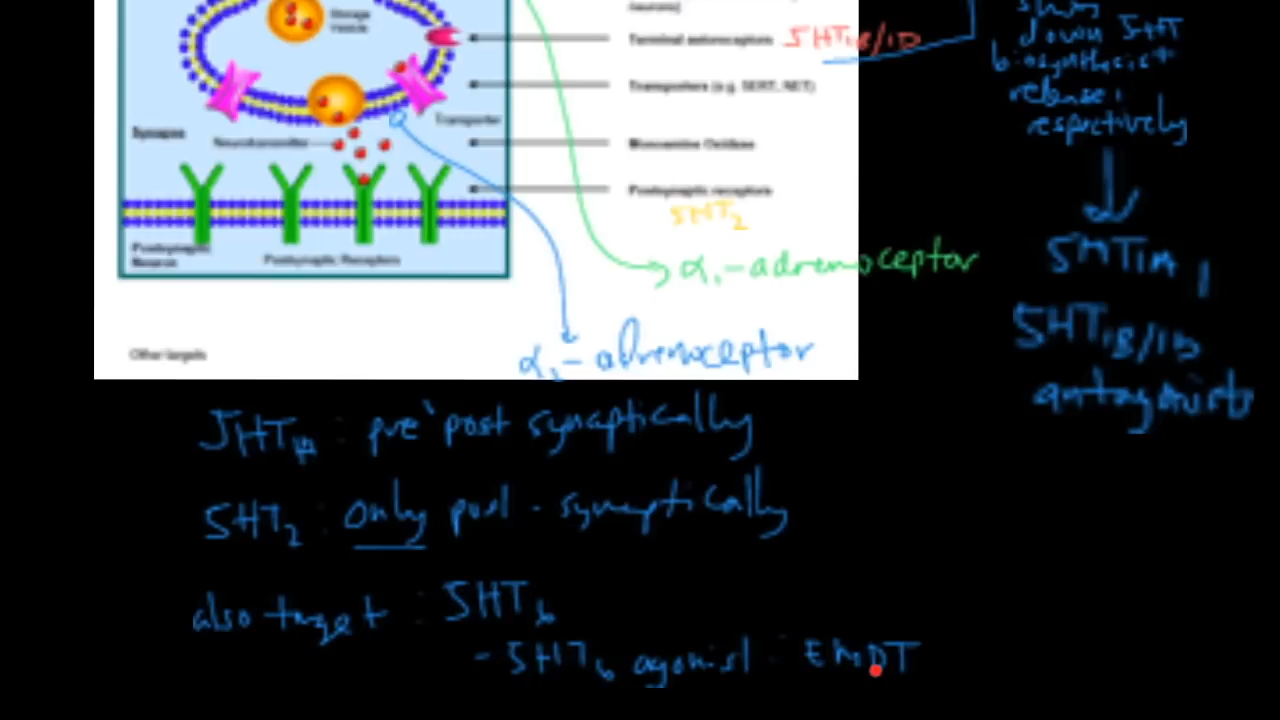 Storage
Vesicle
neurons)
Terminal autoreceptors 5HT1B/1D
Transporters (e.g. SERT, NET)
Transporter
Synapse
Neurotransmitter
Monoamine Oxidase
Postsynaptic receptors
5HT2
Postsynaptic
Neuron
Postsynaptic Receptors
α1-adrenoceptor
Other targets
α2-adrenoceptor
down 5HT
biosynthesis +
release,
respectively
5HT1A,
5HT1B/1D
antagonists
5HT1A : pre + post synaptically
5HT2 : only post - synaptically
also target : 5HT6
- 5HT6 agonist : EMDT